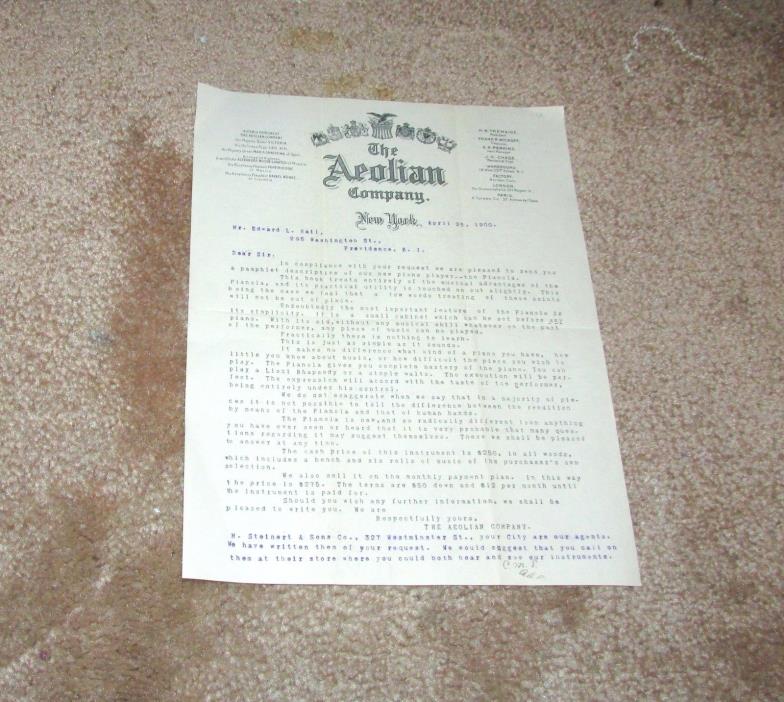 The
Aeolian
Company.
New York, April 25, 1900.
H.B. TREMAINE,
President
Treasurer
E.R. PERKINS,
J.W. CHASE,
FACTORY,
LONDON,
PARIS,
THE AEOLIAN COMPANY
Mr. Edward L. Hall,
Washington St.,
Providence, R. I.
Dear Sir:
In compliance with your request we are pleased to send you
a pamphlet descriptive of our new piano player--the Pianola.
This book treats entirely of the musical advantages of the
Pianola, and its practical utility is touched on but slightly. This
being the case we feel that a few words treating of these points
will not be out of place.
Undoubtedly the most important feature of the Pianola is
its simplicity. It is a small cabinet which can be set before any
piano. With its aid, without any musical skill whatever on the part
of the performer, any piece of music can be played.
Practically there is nothing to learn.
This is just as simple as it sounds.
It makes no difference what kind of a piano you have, how
little you know about music, or how difficult the piece you wish to
play. The Pianola gives you complete mastery of the piano. You can
play a Liszt Rhapsody or a simple waltz. The execution will be per-
fect. The expression will accord with the taste of the performer,
being entirely under his control.
We do not exaggerate when we say that in a majority of pie-
ces it is not possible to tell the difference between the rendition
by means of the Pianola and that of human hands.
The Pianola is new, and so radically different from anything
you have ever seen or heard that it is very probable that many ques-
tions regarding it may suggest themselves. These we shall be pleased
to answer at any time.
The cash price of this instrument is $250, in all woods,
which includes a bench and six rolls of music of the purchaser's own
selection.
We also sell it on the monthly payment plan. In this way
the price is $275. The terms are $50 down and $12 per month until
the instrument is paid for.
Should you wish any further information, we shall be
pleased to write you. We are
Respectfully yours,
THE AEOLIAN COMPANY.
M. Steinert & Sons Co., 327 Westminster St., your City are our agents.
We have written them of your request. We would suggest that you call on
them at their store where you could both hear and see our instruments.